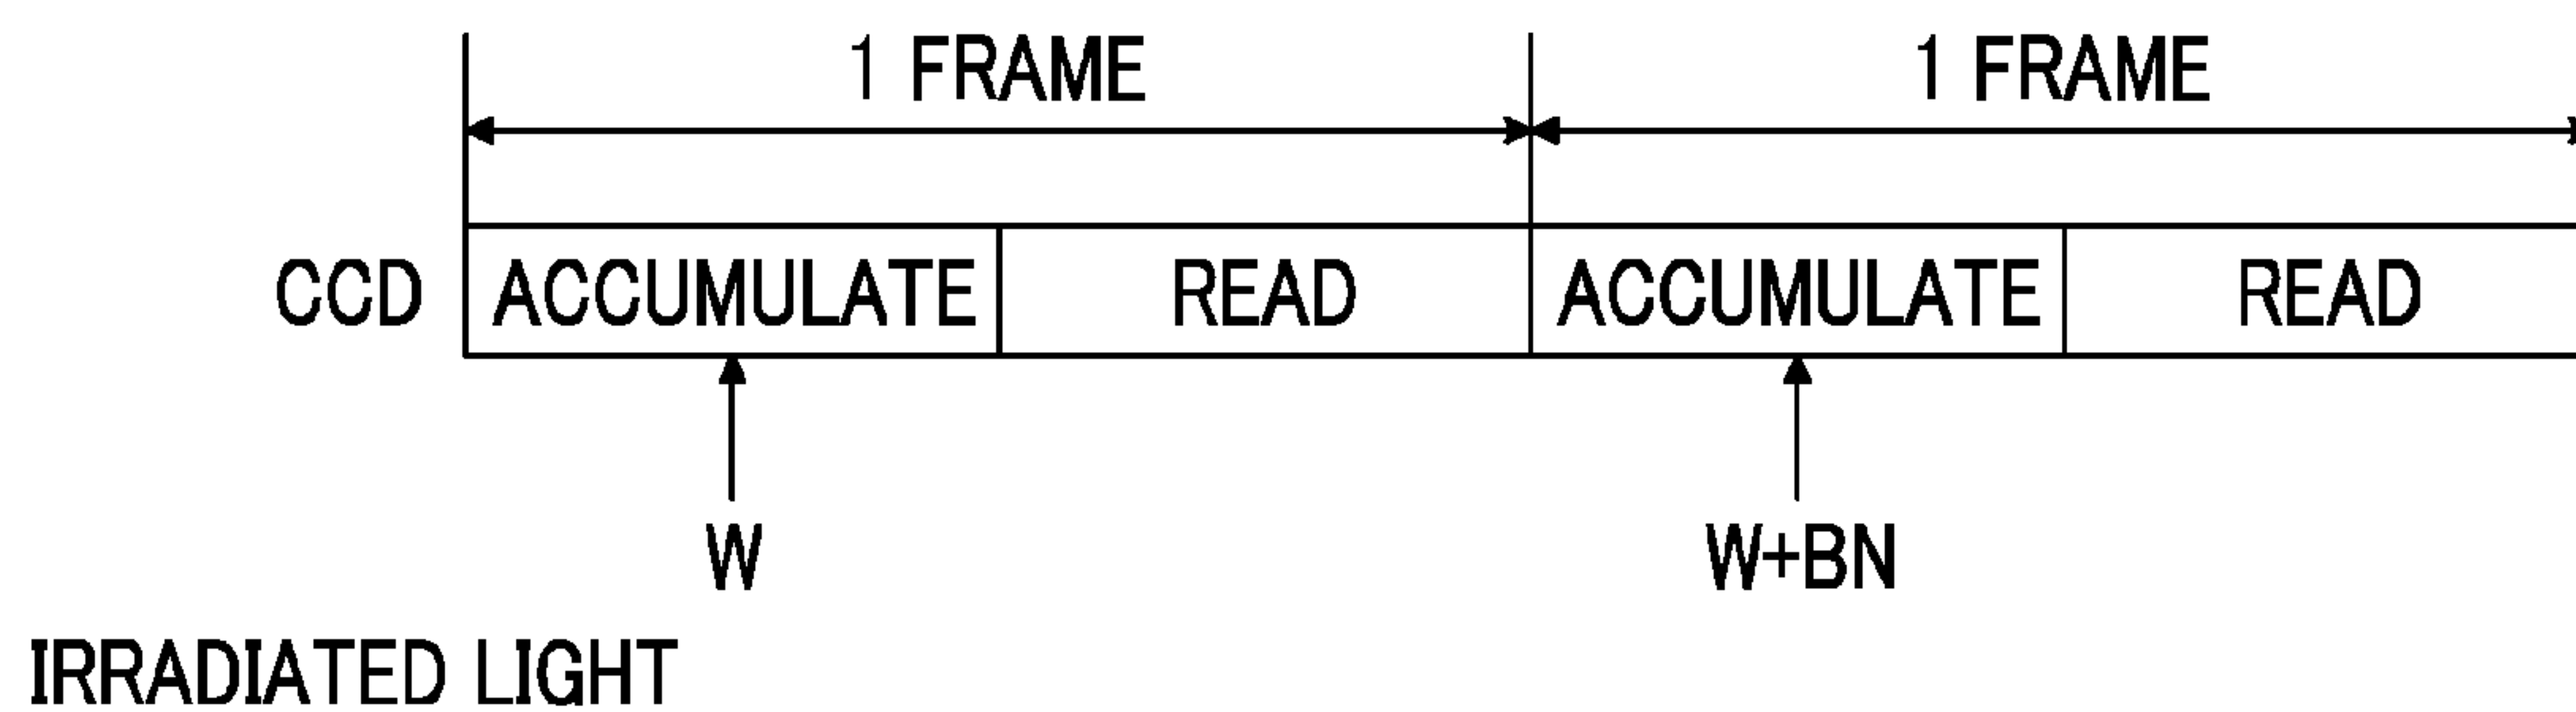 1 FRAME 1 FRAME
CCD ACCUMULATE READ ACCUMULATE READ
W W+BN
IRRADIATED LIGHT